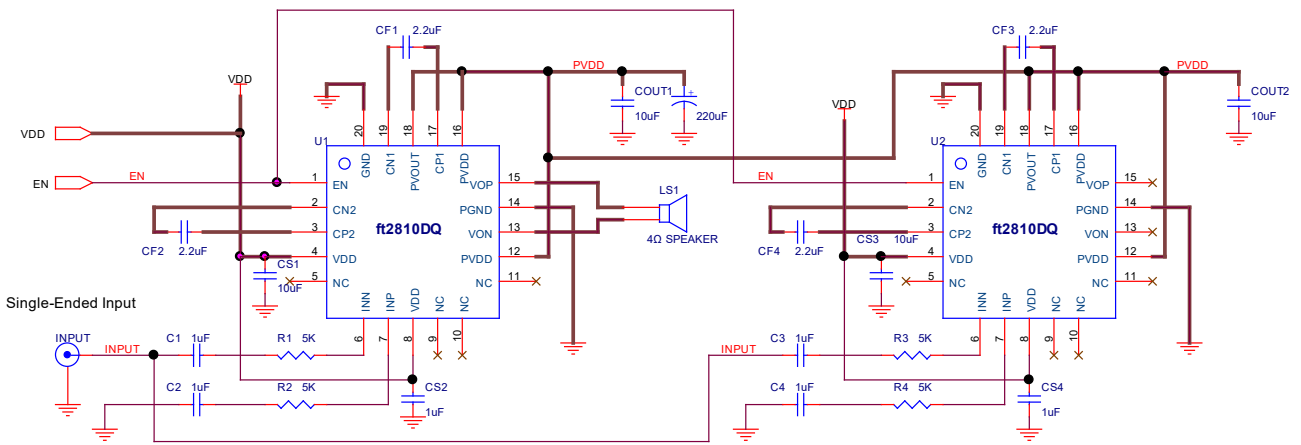 CF1 2.2uF
CF3 2.2uF
VDD
PVDD
PVDD
COUT1
10uF
220uF
+
COUT2
10uF
VDD
VDD
EN
EN
U1
20
19
18
17
16
GND
CN1
PVOUT
CP1
PVDD
1 EN
2 CN2
3 CP2
4 VDD
5 NC
ft2810DQ
VOP 15
PGND 14
VON 13
PVDD 12
NC 11
INN
INP
VDD
NC
NC
6
7
8
9
10
CF2 2.2uF
CS1
10uF
LS1
4Ω SPEAKER
EN
U2
20
19
18
17
16
GND
CN1
PVOUT
CP1
PVDD
1 EN
2 CN2
3 CP2
4 VDD
5 NC
ft2810DQ
VOP 15
PGND 14
VON 13
PVDD 12
NC 11
INN
INP
VDD
NC
NC
6
7
8
9
10
CF4 2.2uF
CS3 10uF
Single-Ended Input
INPUT
INPUT
C1 1uF
R1 5K
C2 1uF
R2 5K
CS2
1uF
INPUT
C3 1uF
R3 5K
C4 1uF
R4 5K
CS4
1uF